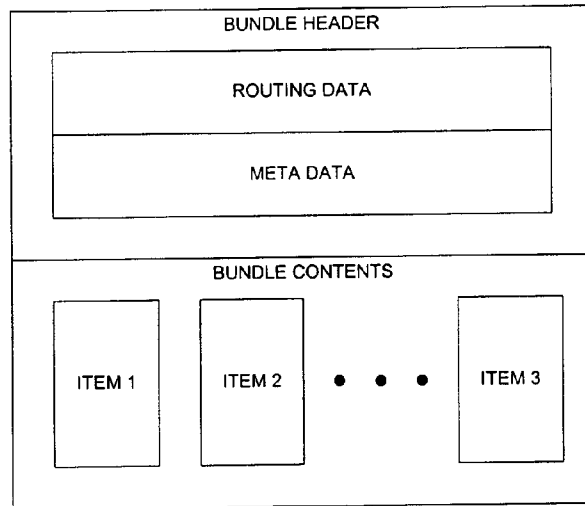 BUNDLE HEADER
ROUTING DATA
META DATA
BUNDLE CONTENTS
ITEM 1
ITEM 2
ITEM 3